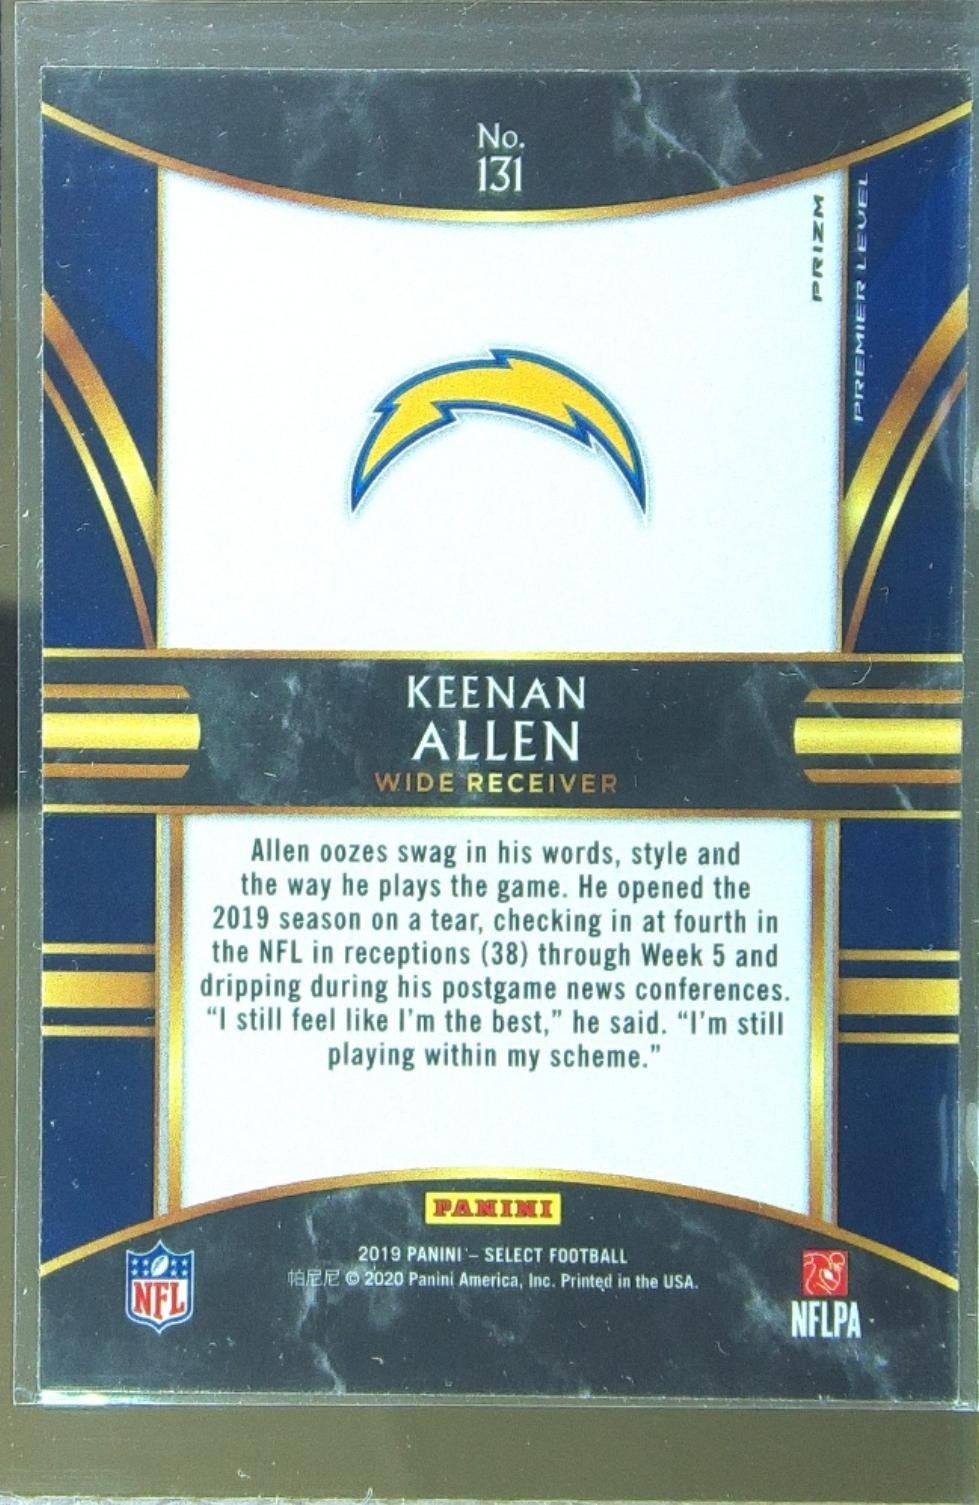 No.
131
PRIZM
PREMIER LEVEL
KEENAN
ALLEN
WIDE RECEIVER
Allen oozes swag in his words, style and
the way he plays the game. He opened the
2019 season on a tear, checking in at fourth in
the NFL in receptions (38) through Week 5 and
dripping during his postgame news conferences.
“I still feel like I’m the best,” he said. “I’m still
playing within my scheme.”
PANINI
2019 PANINI – SELECT FOOTBALL
帕尼尼 © 2020 Panini America, Inc. Printed in the USA.
NFL
NFLPA